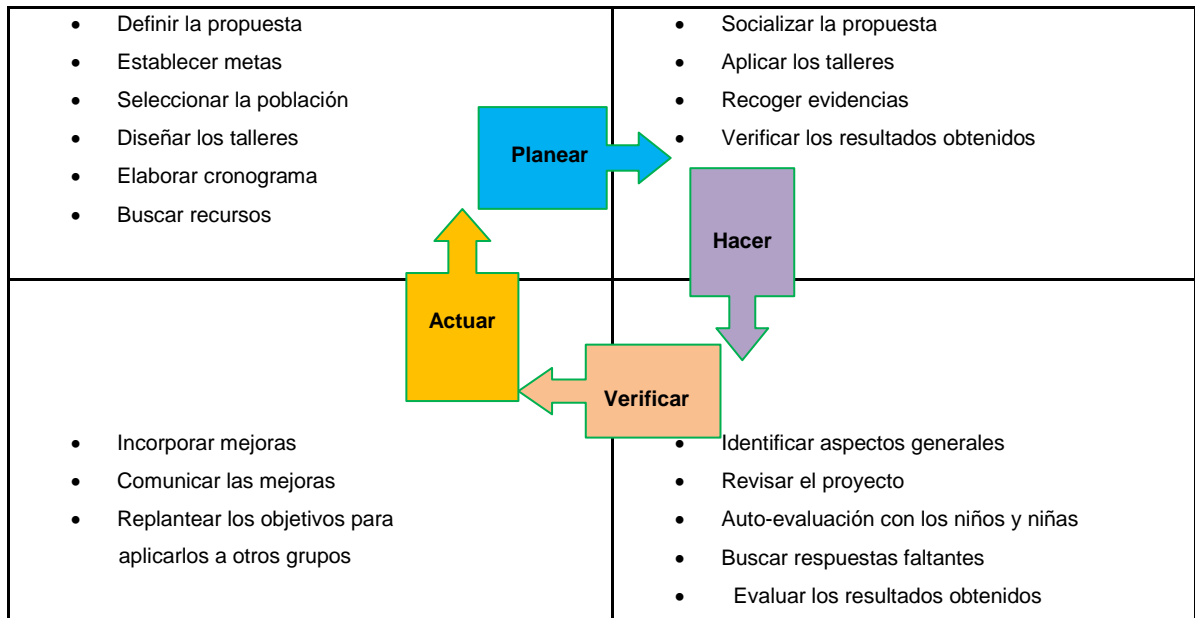 • Definir la propuesta
• Establecer metas
• Seleccionar la población
• Diseñar los talleres
• Elaborar cronograma
• Buscar recursos
• Socializar la propuesta
• Aplicar los talleres
• Recoger evidencias
• Verificar los resultados obtenidos
Planear
Hacer
Actuar
Verificar
• Incorporar mejoras
• Comunicar las mejoras
• Replantear los objetivos para
aplicarlos a otros grupos
• Identificar aspectos generales
• Revisar el proyecto
• Auto-evaluación con los niños y niñas
• Buscar respuestas faltantes
• Evaluar los resultados obtenidos